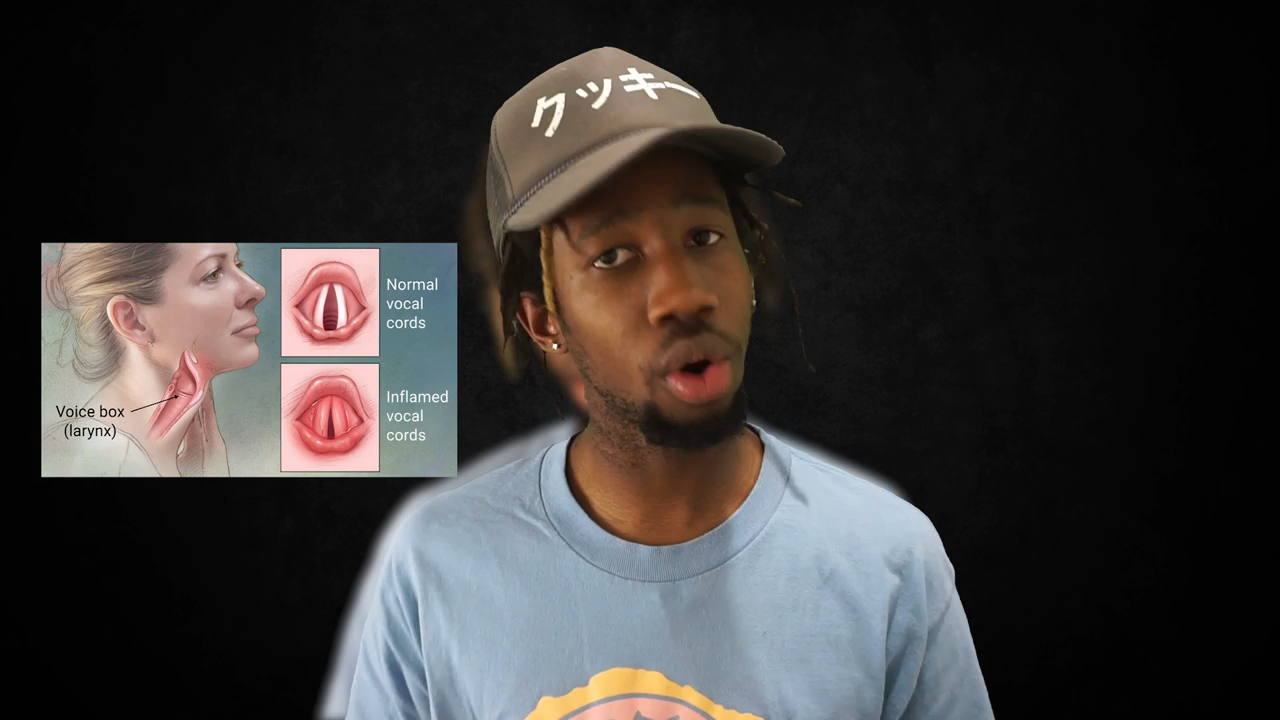 クッキー
Normal
vocal
cords
Inflamed
vocal
cords
Voice box
(larynx)